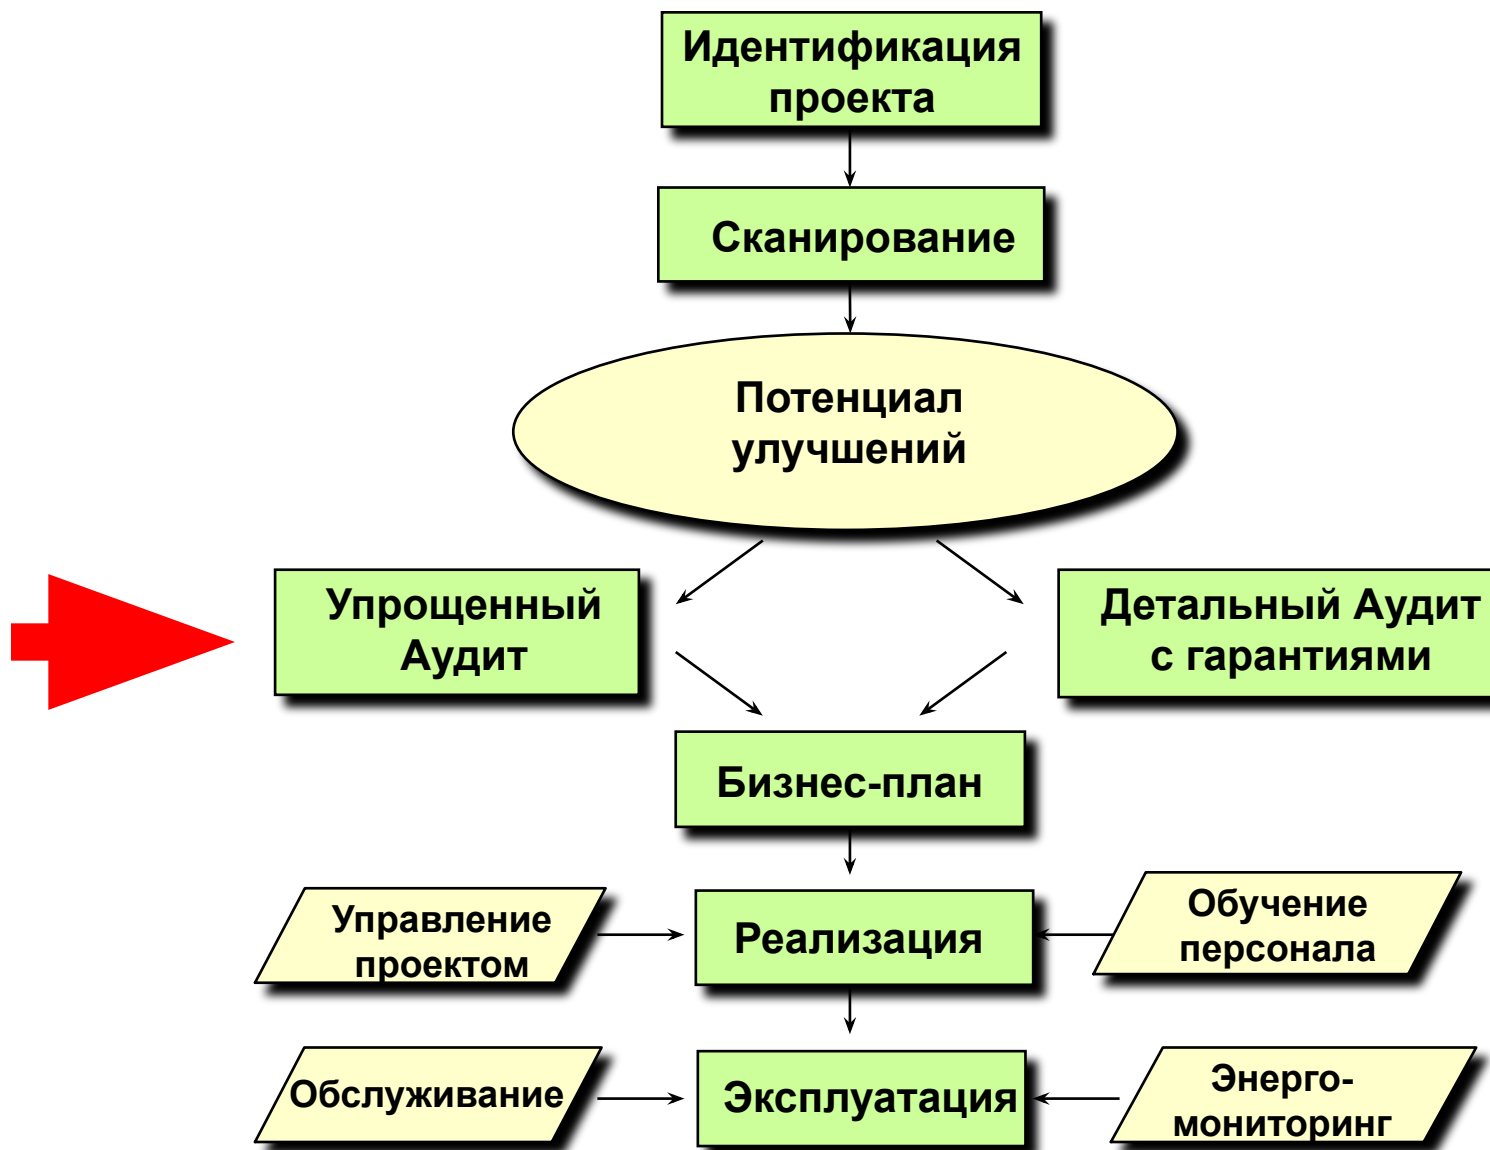 Идентификация
проекта
Сканирование
Потенциал
улучшений
Упрощенный
Аудит
Детальный Аудит
с гарантиями
Бизнес-план
Управление
проектом
Реализация
Обучение
персонала
Обслуживание
Эксплуатация
Энерго-
мониторинг